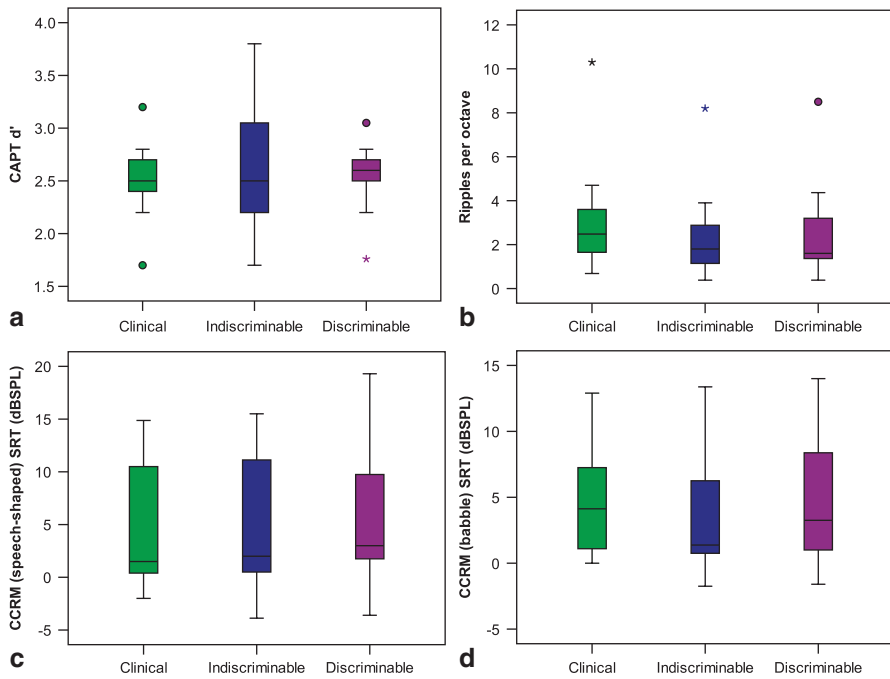 CAPT d'
4.0
3.5
3.0
2.5
2.0
1.5
Clinical Indiscriminable Discriminable
a
Ripples per octave
12
10
8
6
4
2
0
Clinical Indiscriminable Discriminable
b
CCRM (speech-shaped) SRT (dBSPL)
20
15
10
5
0
-5
Clinical Indiscriminable Discriminable
c
CCRM (babble) SRT (dBSPL)
15
10
5
0
-5
Clinical Indiscriminable Discriminable
d